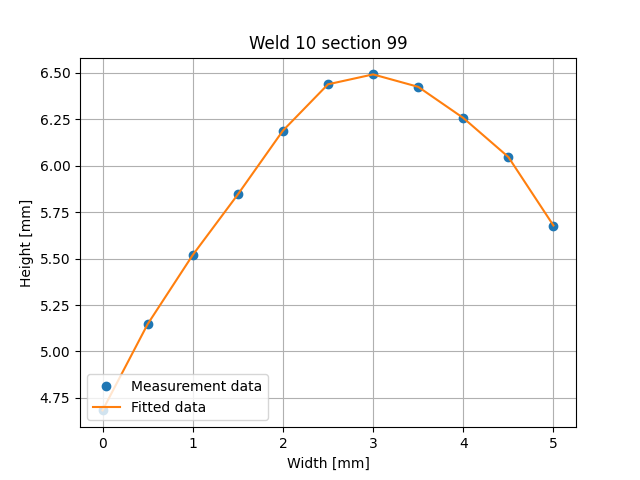 Weld 10 section 99
6.50
6.25
6.00
5.75
5.50
5.25
5.00
4.75
Height [mm]
Measurement data
Fitted data
0 1 2 3 4 5
Width [mm]